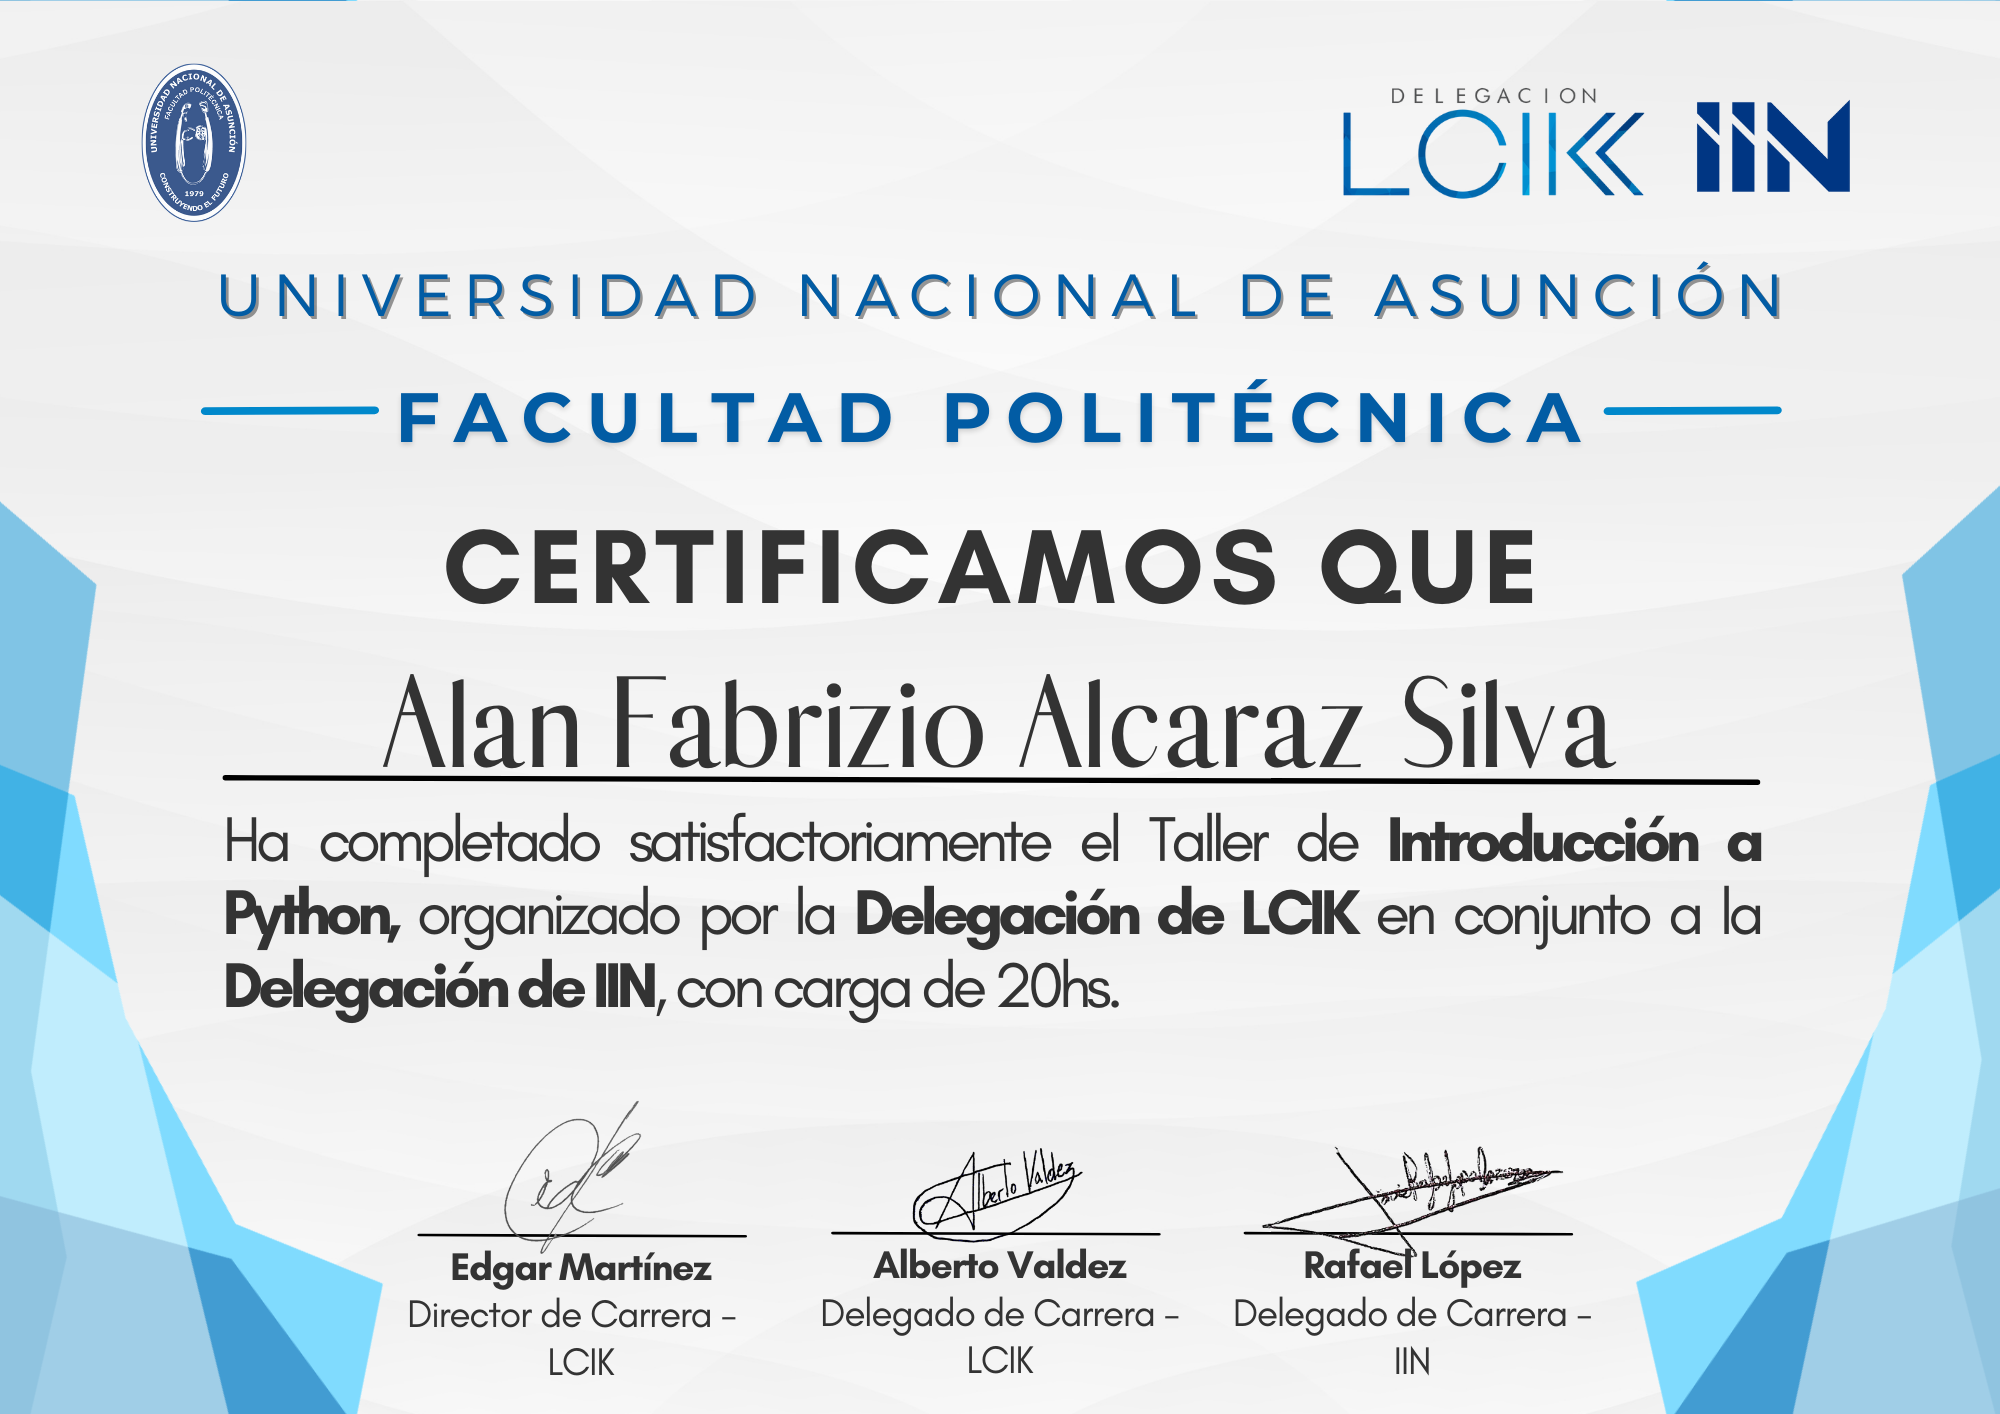 UNIVERSIDAD NACIONAL DE ASUNCIÓN
FACULTAD POLITÉCNICA
CONSTRUYENDO EL FUTURO
1979
DELEGACION
LCIK
IIN
UNIVERSIDAD NACIONAL DE ASUNCIÓN
FACULTAD POLITÉCNICA
CERTIFICAMOS QUE
Alan Fabrizio Alcaraz Silva
Ha completado satisfactoriamente el Taller de Introducción a
Python, organizado por la Delegación de LCIK en conjunto a la
Delegación de IIN, con carga de 20hs.
Alberto Valdez
Edgar Martínez
Director de Carrera –
LCIK
Alberto Valdez
Delegado de Carrera –
LCIK
Rafael López
Delegado de Carrera –
IIN